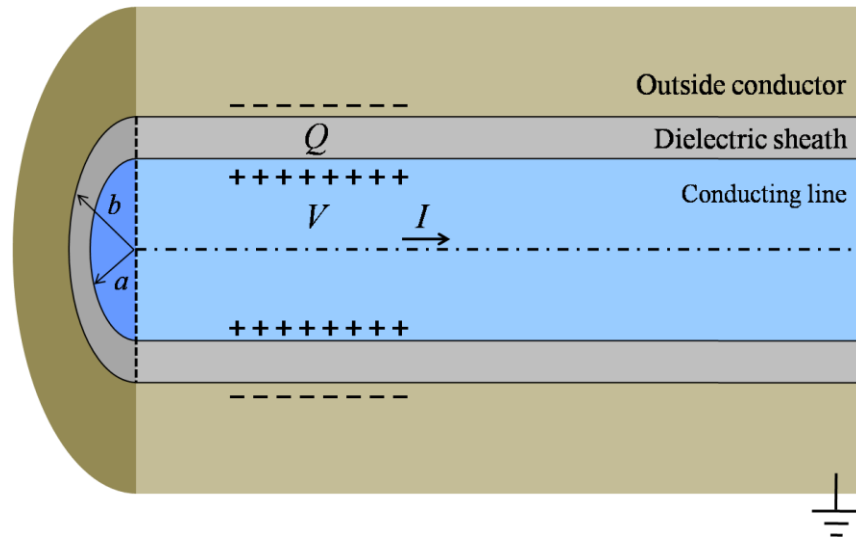 Outside conductor
Q
Dielectric sheath
+ + + + + + + +
b
V
I
Conducting line
a
+ + + + + + + +